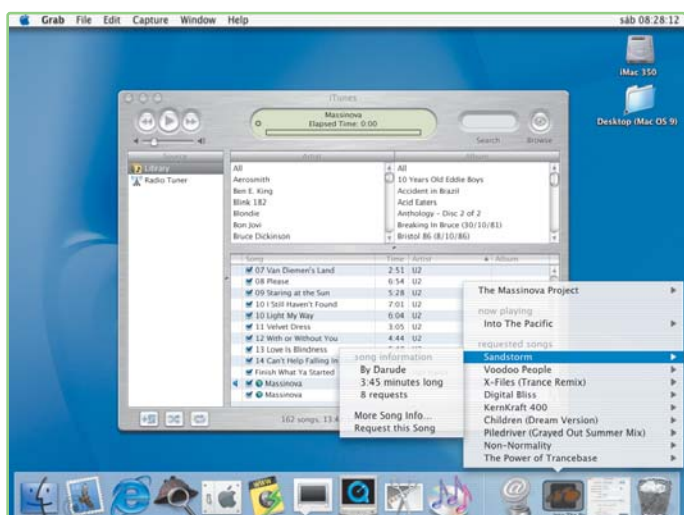 Grab File Edit Capture Window Help sáb 08:28:12
iMac 350
Desktop (Mac OS 9)
iTunes
Massinova
Elapsed Time: 0:00
Search Browse
Source Artist Album
Library
Radio Tuner
All
Aerosmith
Ben E. King
Blink 182
Blondie
Bon Jovi
Bruce Dickinson
All
10 Years Old Eddie Boys
Accident in Brazil
Acid Eaters
Anthology - Disc 2 of 2
Breaking In Bruce (30/10/81)
Bristol 86 (8/10/86)
Song Time Artist Album
07 Van Diemen's Land 2:51 U2
08 Please 6:54 U2
09 Staring at the Sun 5:28 U2
10 I Still Haven't Found 7:01 U2
10 Light My Way 6:04 U2
11 Velvet Dress 3:05 U2
12 With or Without You 4:44 U2
13 Love Is Blindness
14 Can't Help Falling In
Finish What Ya Started
Massinova
Massinova
162 songs,
song information
By Darude
3:45 minutes long
8 requests
More Song Info...
Request this Song
The Massinova Project
now playing
Into The Pacific
requested songs
Sandstorm
Voodoo People
X-Files (Trance Remix)
Digital Bliss
KernKraft 400
Children (Dream Version)
Piledriver (Grayed Out Summer Mix)
Non-Normality
The Power of Trancebase